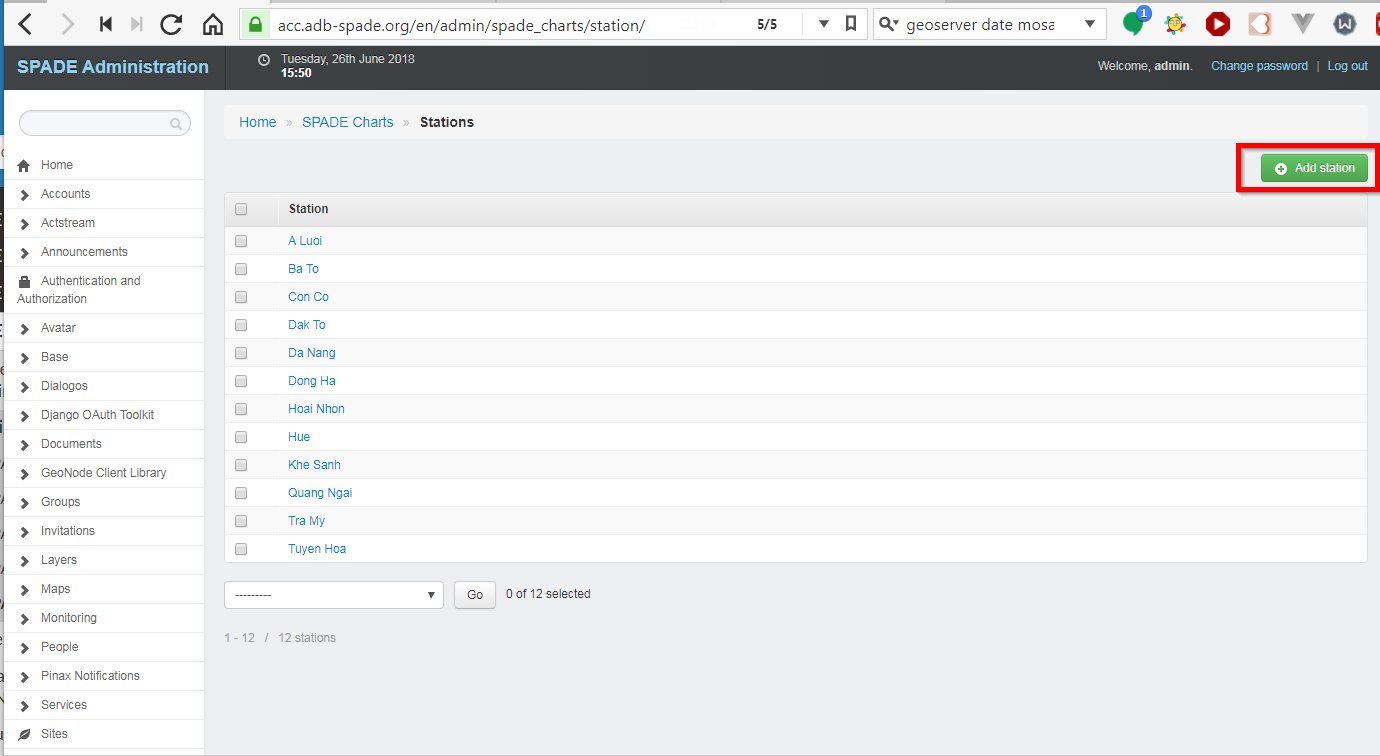 acc.adb-spade.org/en/admin/spade_charts/station/
5/5
geoserver date mosa
1
SPADE Administration
Tuesday, 26th June 2018
15:50
Welcome, admin. Change password | Log out
Home » SPADE Charts » Stations
Add station
Home
Accounts
Actstream
Announcements
Authentication and
Authorization
Avatar
Base
Dialogos
Django OAuth Toolkit
Documents
GeoNode Client Library
Groups
Invitations
Layers
Maps
Monitoring
People
Pinax Notifications
Services
Sites
Station
A Luoi
Ba To
Con Co
Dak To
Da Nang
Dong Ha
Hoai Nhon
Hue
Khe Sanh
Quang Ngai
Tra My
Tuyen Hoa
---------
Go
0 of 12 selected
1 - 12 / 12 stations